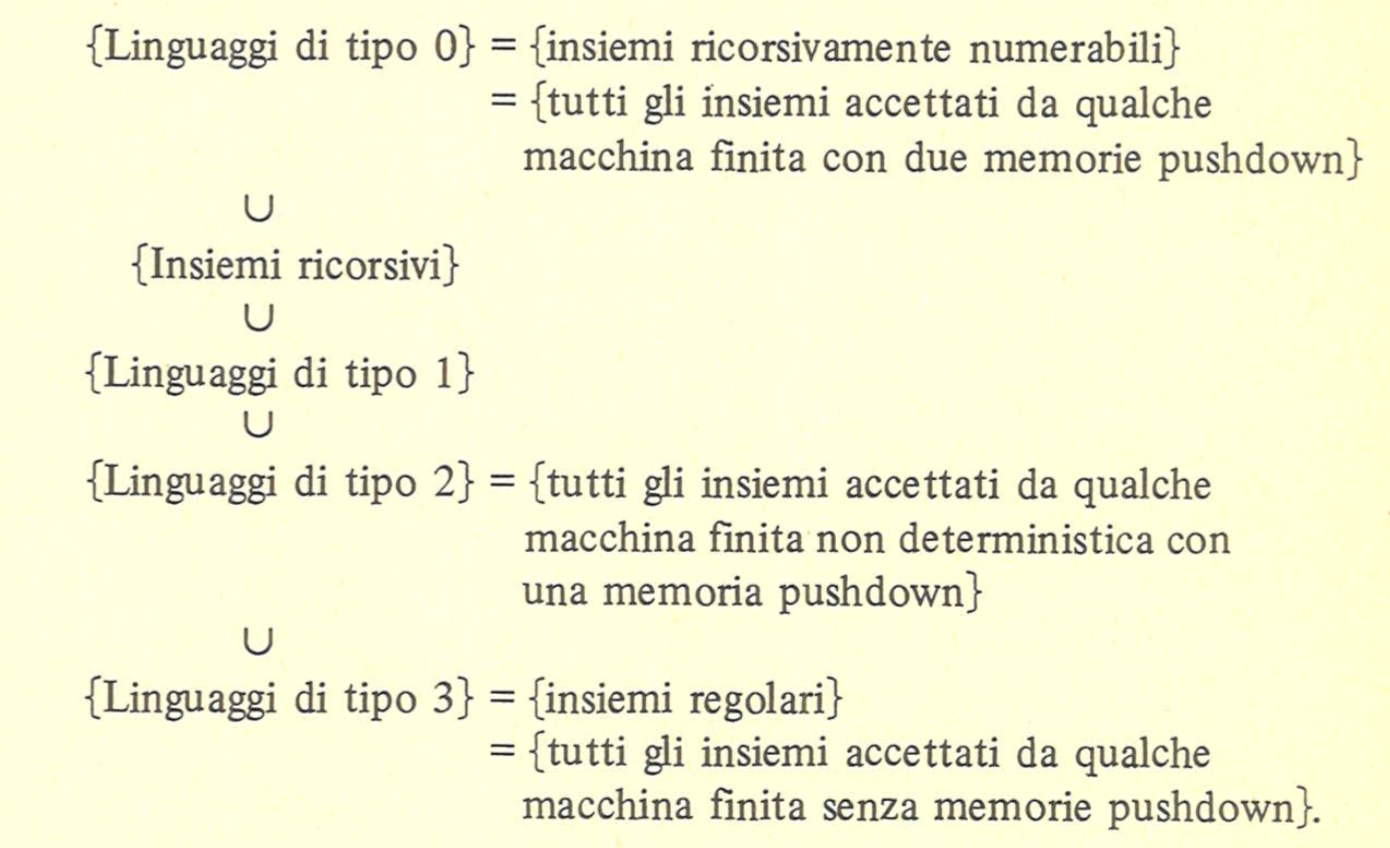 {Linguaggi di tipo 0} = {insiemi ricorsivamente numerabili}
= {tutti gli insiemi accettati da qualche
macchina finita con due memorie pushdown}
∪
{Insiemi ricorsivi}
∪
{Linguaggi di tipo 1}
∪
{Linguaggi di tipo 2} = {tutti gli insiemi accettati da qualche
macchina finita non deterministica con
una memoria pushdown}
∪
{Linguaggi di tipo 3} = {insiemi regolari}
= {tutti gli insiemi accettati da qualche
macchina finita senza memorie pushdown}.